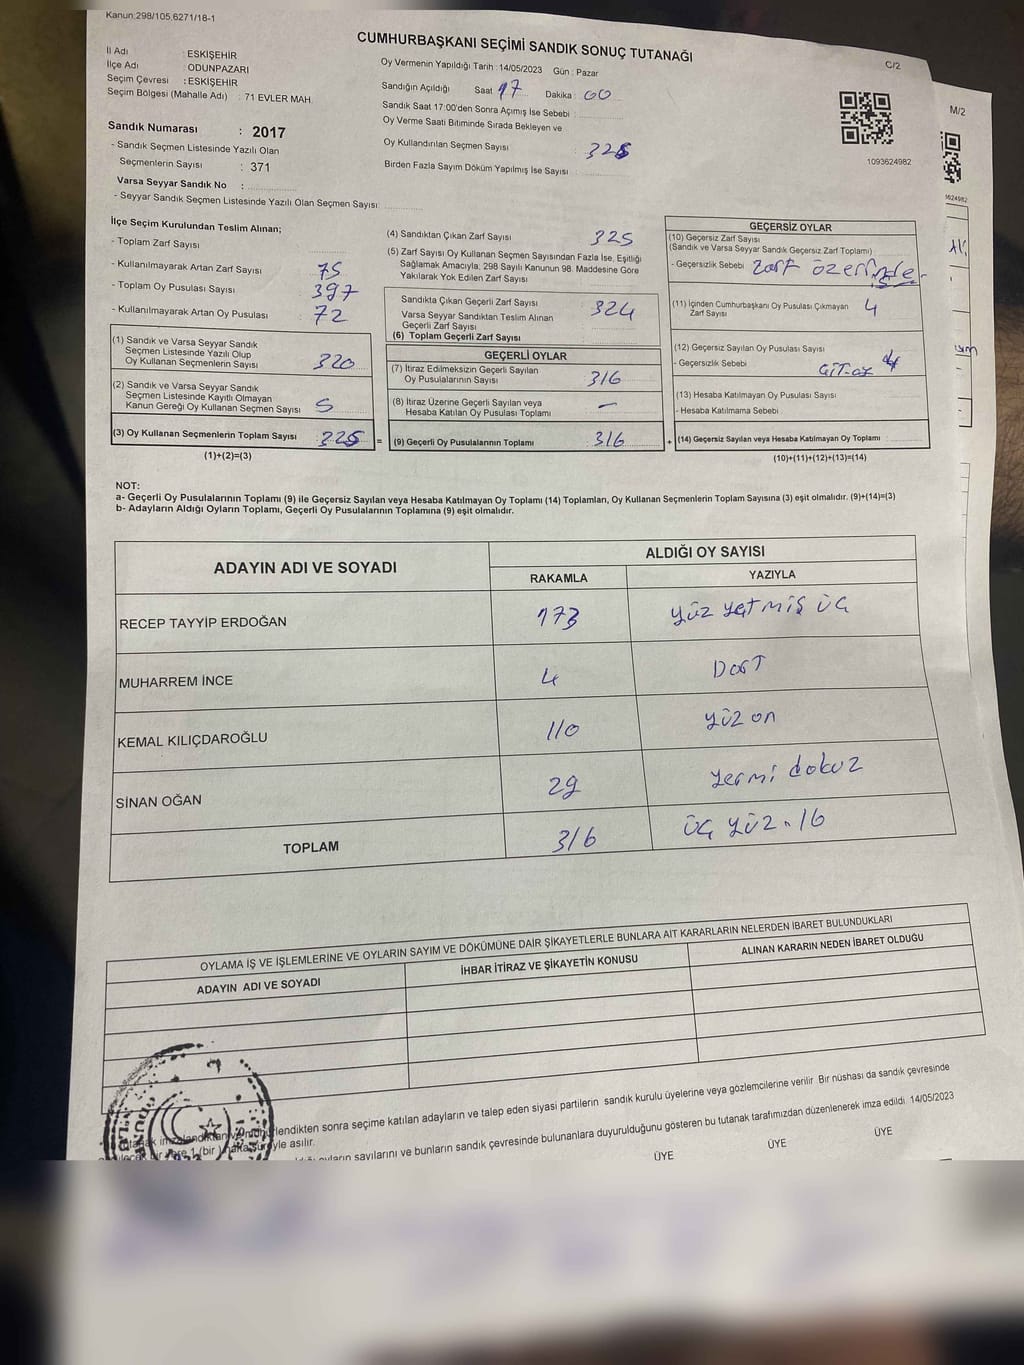 Kanun:298/105,6271/18-1
CUMHURBAŞKANI SEÇİMİ SANDIK SONUÇ TUTANAĞI
C/2
M/2
İl Adı : ESKİŞEHİR
İlçe Adı : ODUNPAZARI
Seçim Çevresi : ESKİŞEHİR
Seçim Bölgesi (Mahalle Adı) : 71 EVLER MAH.
Oy Vermenin Yapıldığı Tarih :14/05/2023 Gün : Pazar
Sandığın Açıldığı Saat 17 Dakika : 00
Sandık Saat 17:00'den Sonra Açımış İse Sebebi :
Oy Verme Saati Bitiminde Sırada Bekleyen ve
Oy Kullandırılan Seçmen Sayısı : 325
Birden Fazla Sayım Döküm Yapılmış İse Sayısı :
1093624982
Sandık Numarası : 2017
- Sandık Seçmen Listesinde Yazılı Olan
Seçmenlerin Sayısı : 371
Varsa Seyyar Sandık No :
- Seyyar Sandık Seçmen Listesinde Yazılı Olan Seçmen Sayısı:
İlçe Seçim Kurulundan Teslim Alınan;
- Toplam Zarf Sayısı
- Kullanılmayarak Artan Zarf Sayısı : 75
- Toplam Oy Pusulası Sayısı 397
- Kullanılmayarak Artan Oy Pusulası : 72
(1) Sandık ve Varsa Seyyar Sandık
Seçmen Listesinde Yazılı Olup
Oy Kullanan Seçmenlerin Sayısı 320
(2) Sandık ve Varsa Seyyar Sandık
Seçmen Listesinde Kayıtlı Olmayan
Kanun Gereği Oy Kullanan Seçmen Sayısı 5
(3) Oy Kullanan Seçmenlerin Toplam Sayısı 325 =
(1)+(2)=(3)
(4) Sandıktan Çıkan Zarf Sayısı 325
(5) Zarf Sayısı Oy Kullanan Seçmen Sayısından Fazla İse, Eşitliği
Sağlamak Amacıyla, 298 Sayılı Kanunun 98. Maddesine Göre
Yakılarak Yok Edilen Zarf Sayısı
Sandıkta Çıkan Geçerli Zarf Sayısı 324
Varsa Seyyar Sandıktan Teslim Alınan
Geçerli Zarf Sayısı
(6) Toplam Geçerli Zarf Sayısı
GEÇERLİ OYLAR
(7) İtiraz Edilmeksizin Geçerli Sayılan
Oy Pusulalarının Sayısı 316
(8) İtiraz Üzerine Geçerli Sayılan veya
Hesaba Katılan Oy Pusulası Toplamı –
(9) Geçerli Oy Pusulalarının Toplamı 316 +
GEÇERSİZ OYLAR
(10) Geçersiz Zarf Sayısı
(Sandık ve Varsa Seyyar Sandık Geçersiz Zarf Toplamı)
- Geçersizlik Sebebi Zarf özerinde
(11) İçinden Cumhurbaşkanı Oy Pusulası Çıkmayan 4
Zarf Sayısı
(12) Geçersiz Sayılan Oy Pusulası Sayısı
- Geçersizlik Sebebi
(13) Hesaba Katılmayan Oy Pusulası Sayısı
- Hesaba Katılmama Sebebi
(14) Geçersiz Sayılan veya Hesaba Katılmayan Oy Toplamı
(10)+(11)+(12)+(13)=(14)
NOT:
a- Geçerli Oy Pusulalarının Toplamı (9) ile Geçersiz Sayılan veya Hesaba Katılmayan Oy Toplamı (14) Toplamları, Oy Kullanan Seçmenlerin Toplam Sayısına (3) eşit olmalıdır. (9)+(14)=(3)
b- Adayların Aldığı Oyların Toplamı, Geçerli Oy Pusulalarının Toplamına (9) eşit olmalıdır.
ADAYIN ADI VE SOYADI ALDIĞI OY SAYISI
RAKAMLA YAZIYLA
RECEP TAYYİP ERDOĞAN 173 yüz yetmiş üç
MUHARREM İNCE 4 Dört
KEMAL KILIÇDAROĞLU 110 yüz on
SİNAN OĞAN 29 yermi dokuz
TOPLAM 316 üç yüz. 16
OYLAMA İŞ VE İŞLEMLERİNE VE OYLARIN SAYIM VE DÖKÜMÜNE DAİR ŞİKAYETLERLE BUNLARA AİT KARARLARIN NELERDEN İBARET BULUNDUKLARI
ADAYIN ADI VE SOYADI İHBAR İTİRAZ VE ŞİKAYETİN KONUSU ALINAN KARARIN NEDEN İBARET OLDUĞU
sonra seçime katılan adayların ve talep eden siyasi partilerin sandık kurulu üyelerine veya gözlemcilerine verilir Bir nüshası da sandık çevresinde
1 (bir) asilir.
sayılarını ve bunların sandık çevresinde bulunanlara duyurulduğunu gösteren bu tutanak tarafımızdan düzenlenerek imza edildi. 14/05/2023
ÜYE ÜYE ÜYE